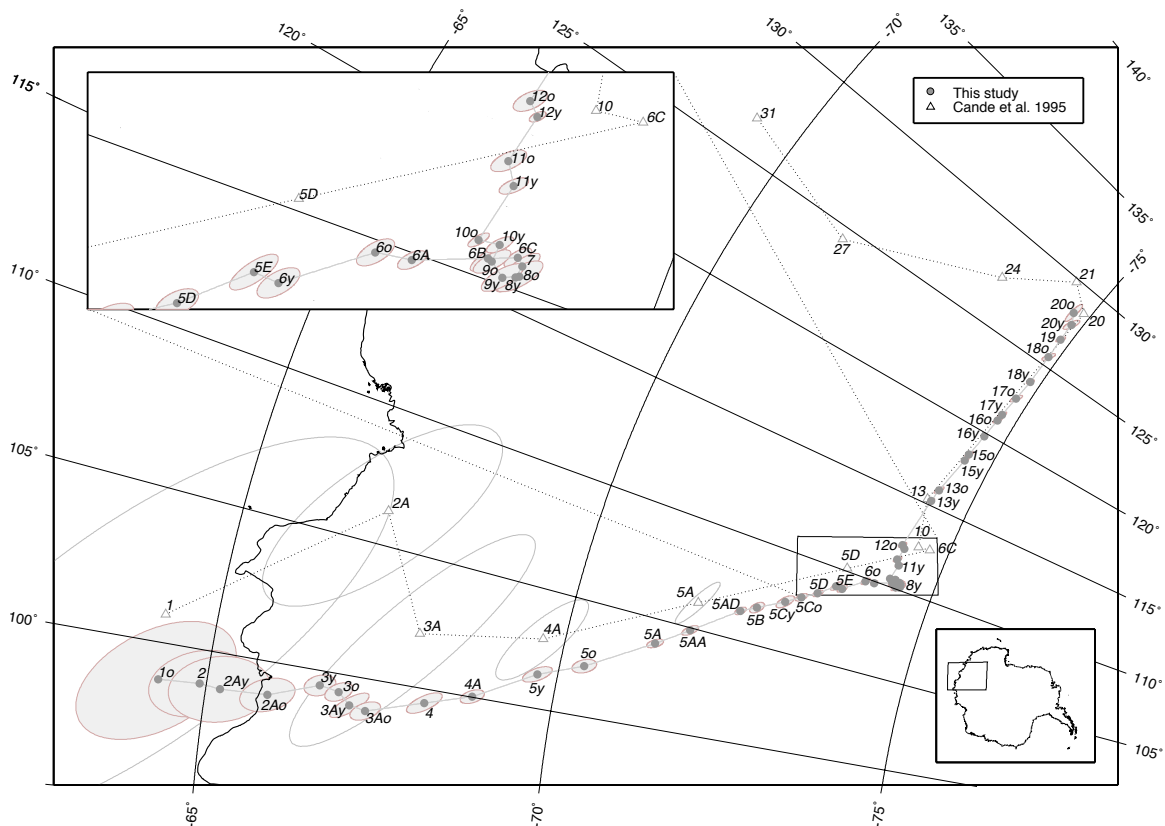 120˚
-65˚
125˚
130˚
-70˚
135˚
140˚
115˚
110˚
105˚
100˚
This study
Cande et al. 1995
12o
12y
10
6C
11o
11y
5D
10o
10y
6o
6A
6B
6C
7
5E
6y
9o
8o
9y
8y
5D
31
27
24
21
20o
20
20y
19
18o
18y
17o
17y
16o
16y
15o
15y
13
13o
13y
10
12o
6C
11y
5D
6o
8y
5D
5E
5A
5AD
5Co
5Cy
5B
2A
1
3A
4A
5A
5AA
5o
5y
4A
3y
3o
1o
2
2Ay
2Ao
3Ay
3Ao
4
135˚
-75˚
130˚
125˚
120˚
115˚
110˚
105˚
-65˚
-70˚
-75˚